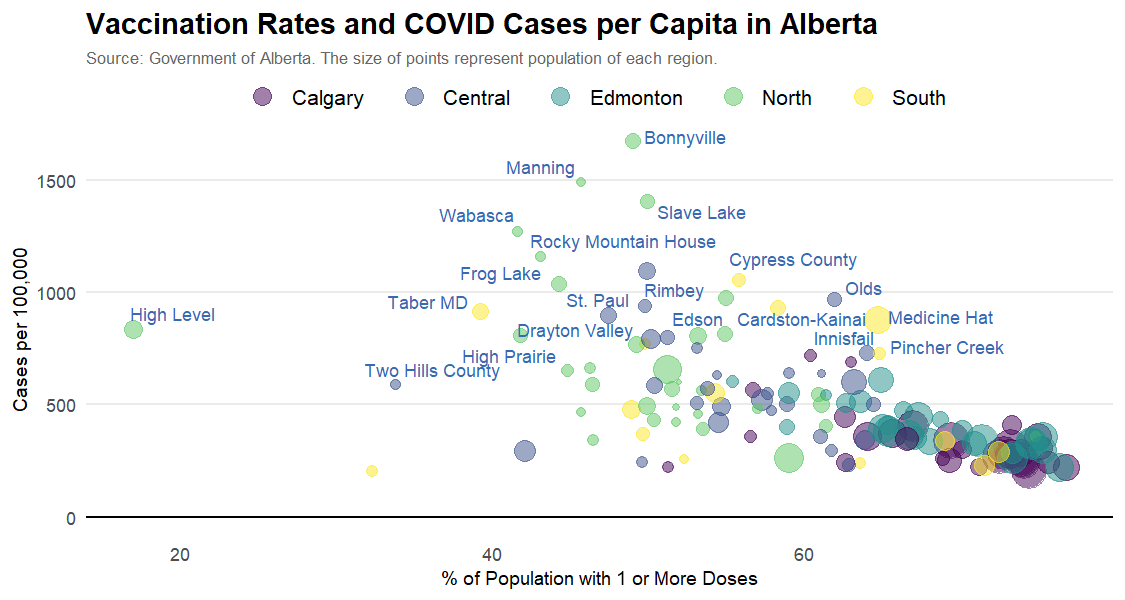 Vaccination Rates and COVID Cases per Capita in Alberta
Source: Government of Alberta. The size of points represent population of each region.
Calgary Central Edmonton North South
Bonnyville
Manning
1500
Slave Lake
Wabasca
Rocky Mountain House
Cypress County
Frog Lake
Olds
Rimbey
1000
St. Paul
Taber MD
High Level
Edson
Cardston-Kainai
Medicine Hat
Drayton Valley
Innisfail
Pincher Creek
High Prairie
Two Hills County
500
0
Cases per 100,000
20 40 60
% of Population with 1 or More Doses